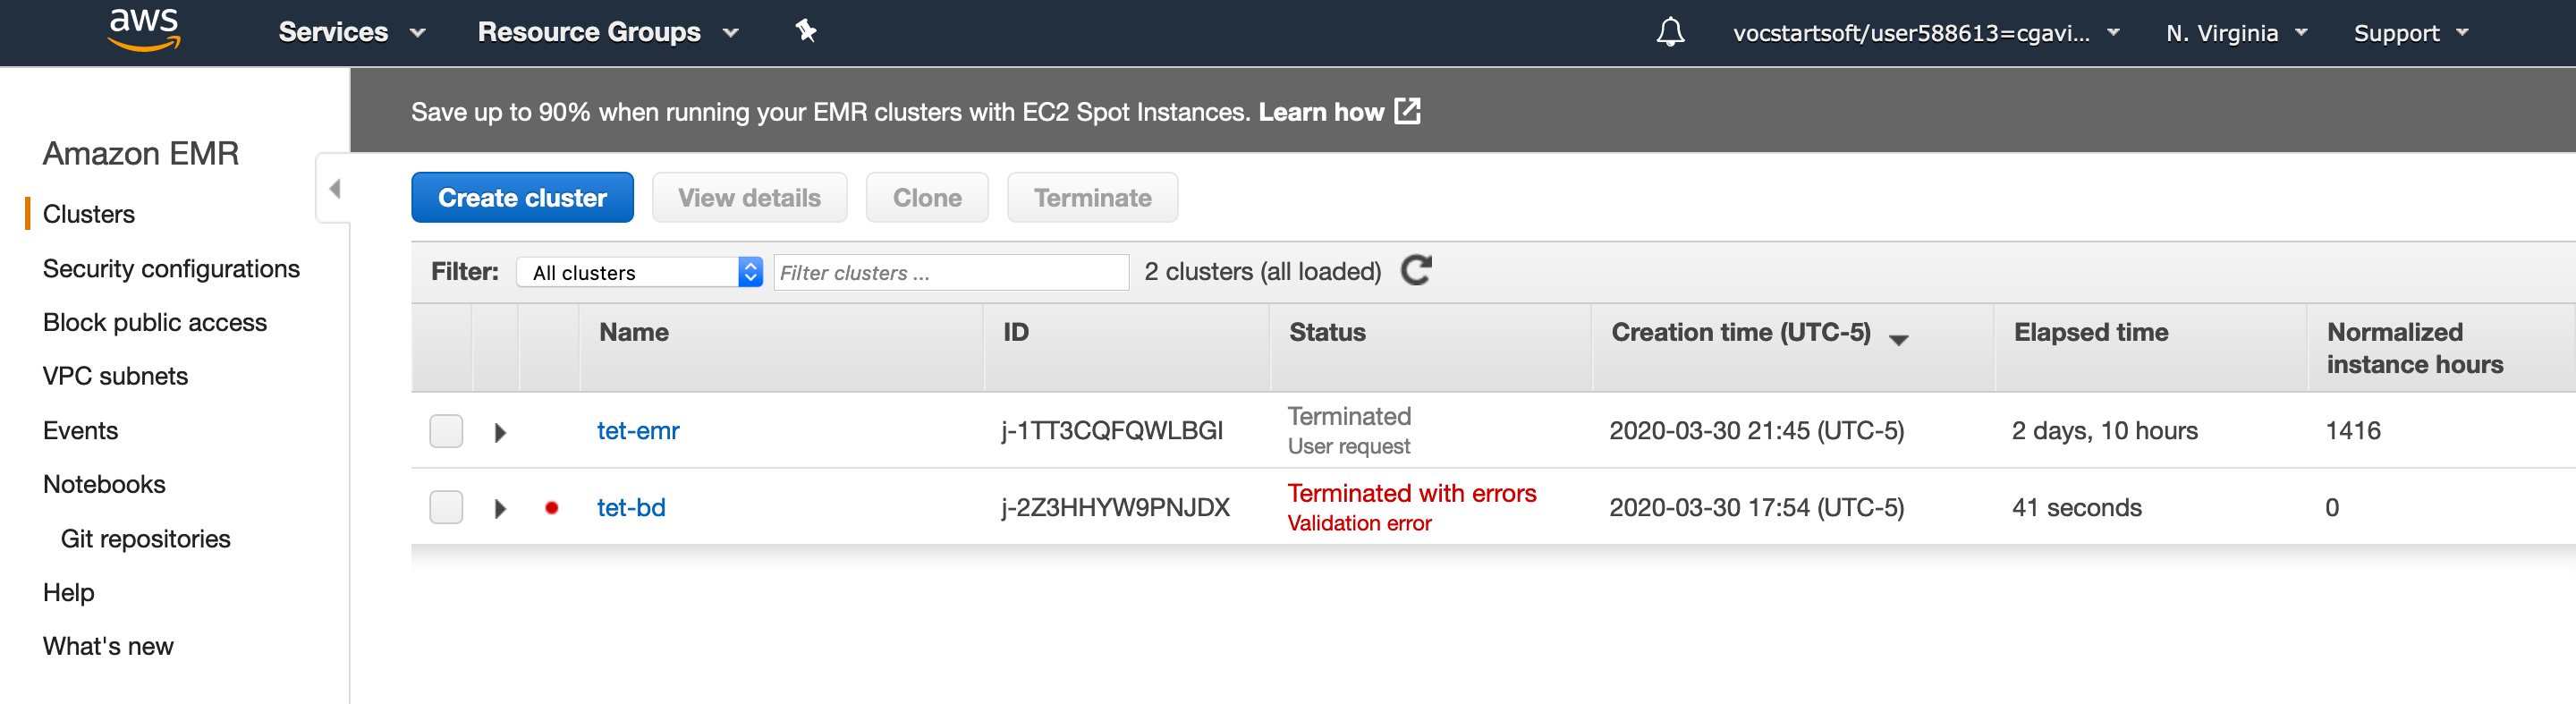 aws Services Resource Groups vocstartsoft/user588613=cgavi... N. Virginia Support
Save up to 90% when running your EMR clusters with EC2 Spot Instances. Learn how
Amazon EMR
Clusters
Security configurations
Block public access
VPC subnets
Events
Notebooks
Git repositories
Help
What's new
Create cluster View details Clone Terminate
Filter: All clusters Filter clusters ... 2 clusters (all loaded)
Name ID Status Creation time (UTC-5) Elapsed time Normalized
instance hours
tet-emr j-1TT3CQFQWLBGI Terminated 2020-03-30 21:45 (UTC-5) 2 days, 10 hours 1416
User request
tet-bd j-2Z3HHYW9PNJDX Terminated with errors 2020-03-30 17:54 (UTC-5) 41 seconds 0
Validation error